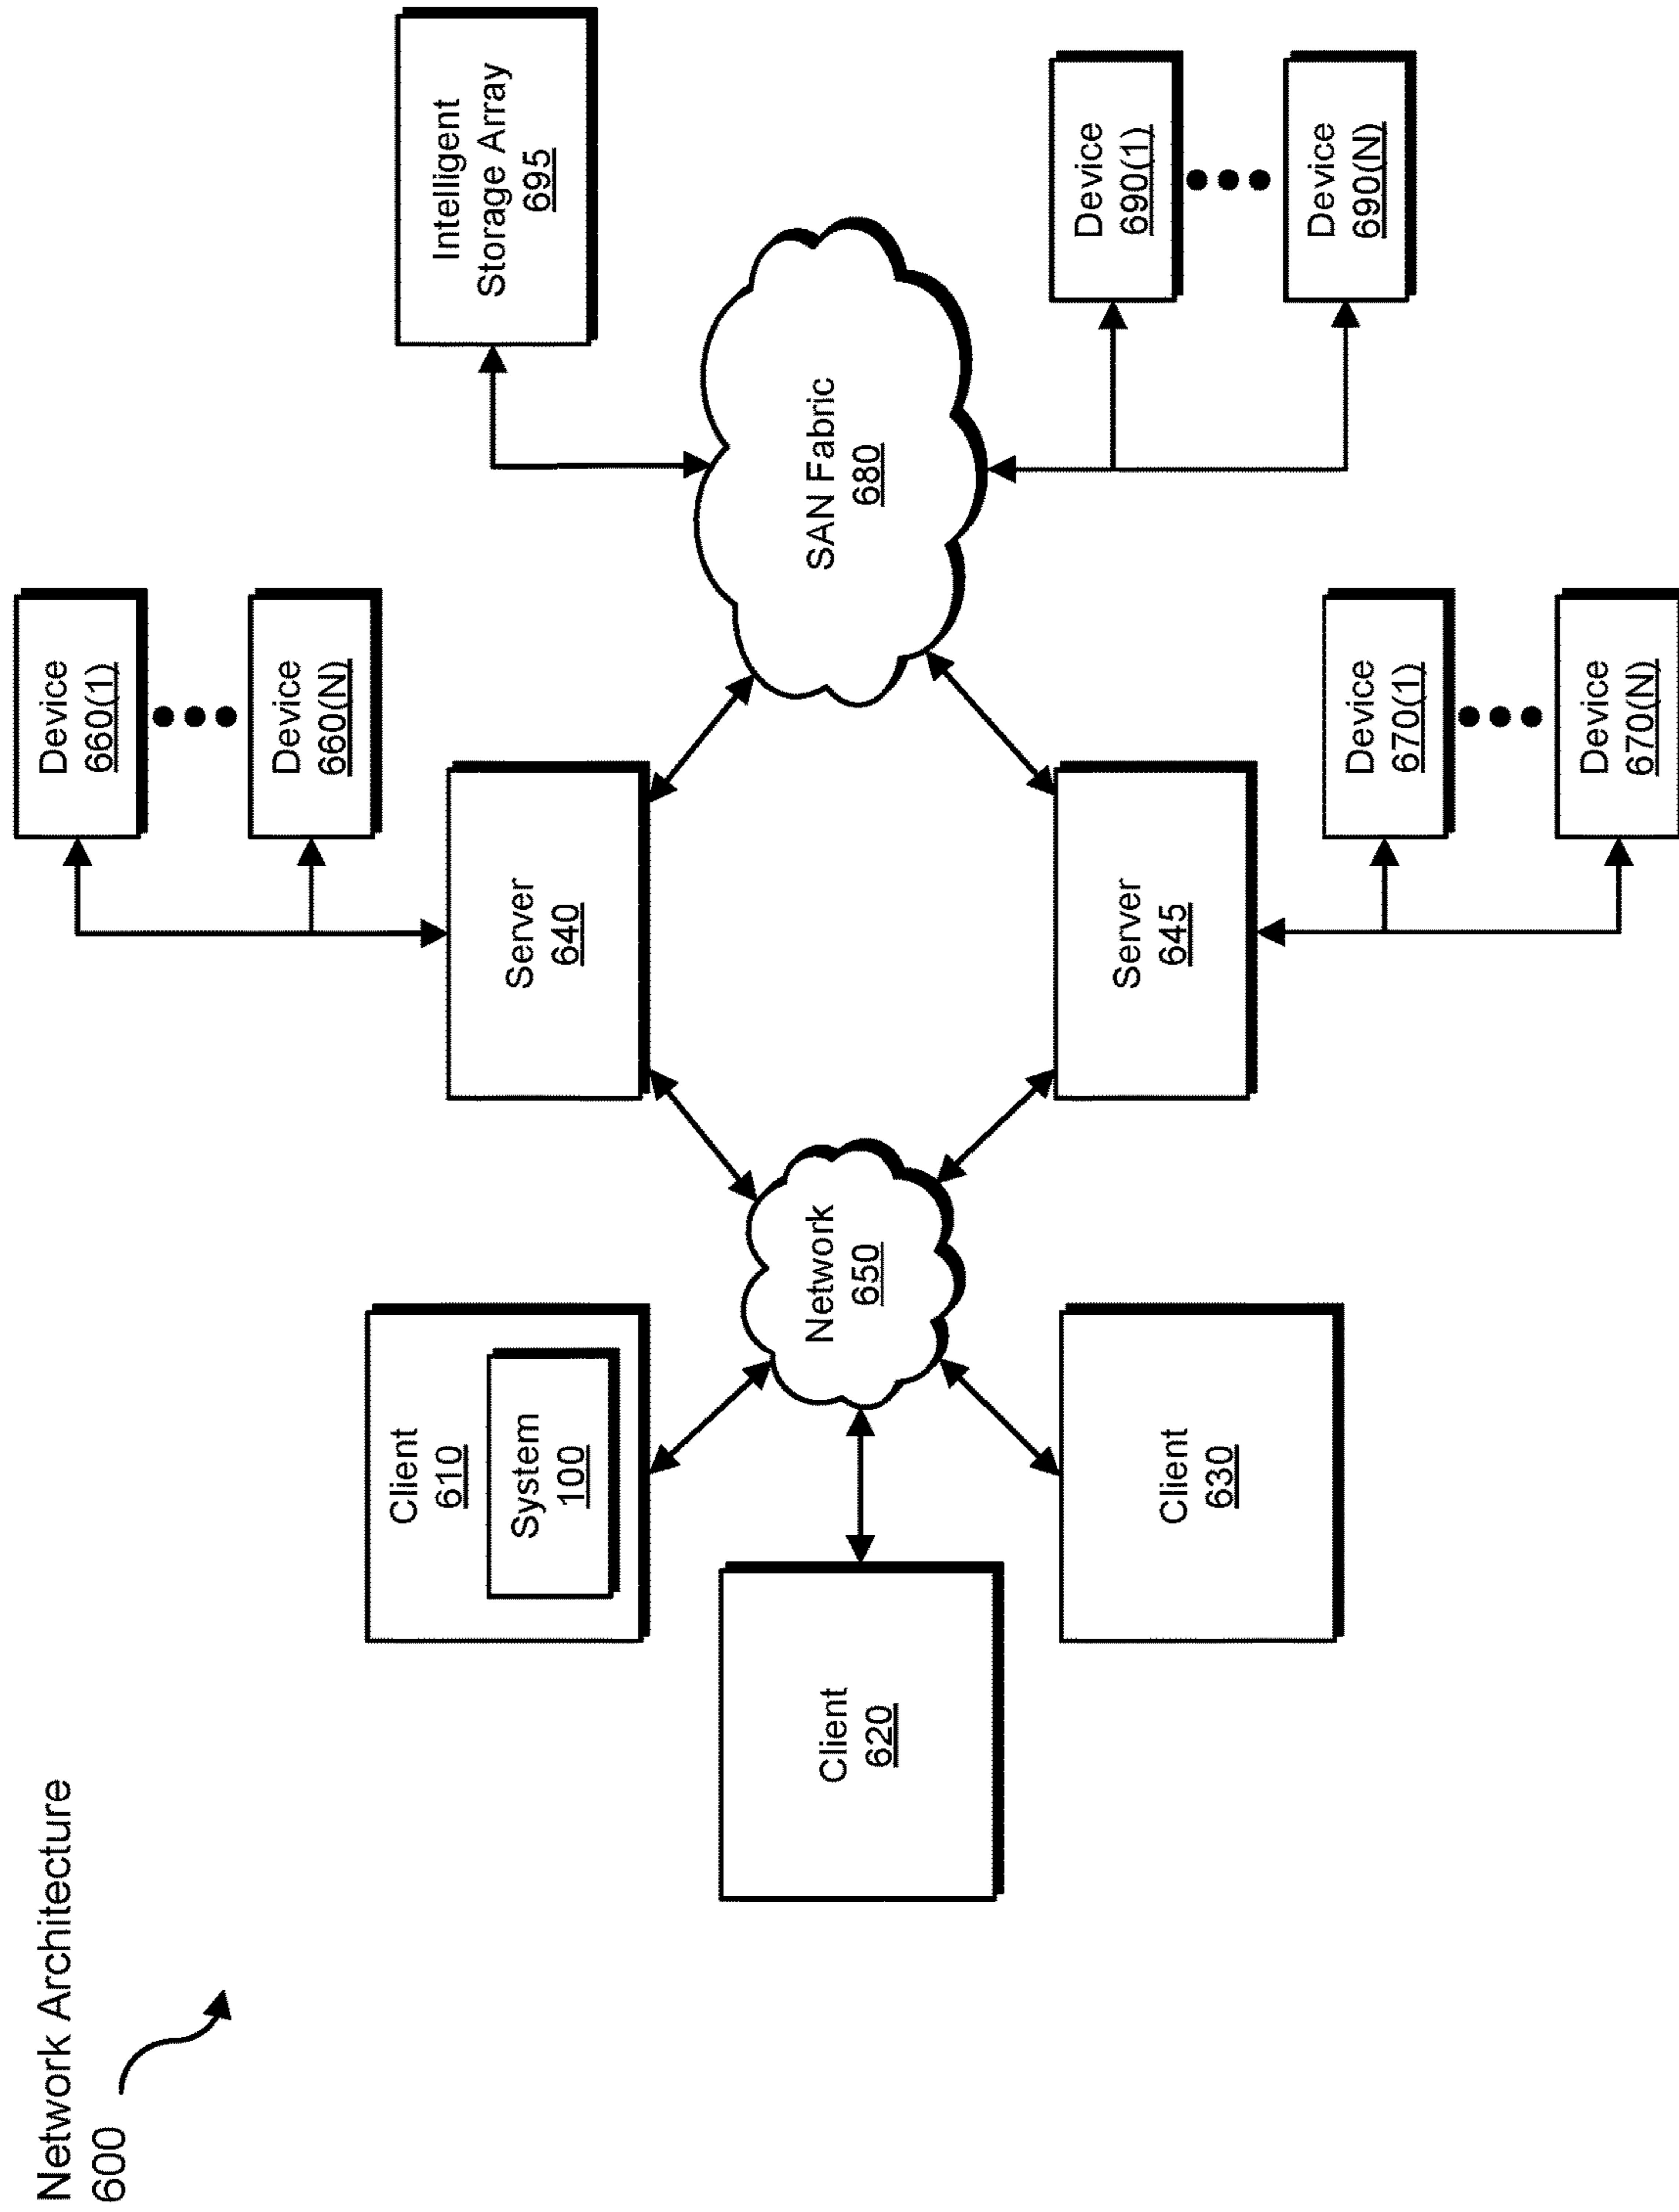 Network Architecture
600
Client
610
System
100
Client
620
Client
630
Network
650
Server
640
Server
645
Device
660(1)
Device
660(N)
Device
670(1)
Device
670(N)
SAN Fabric
680
Intelligent
Storage Array
695
Device
690(1)
Device
690(N)